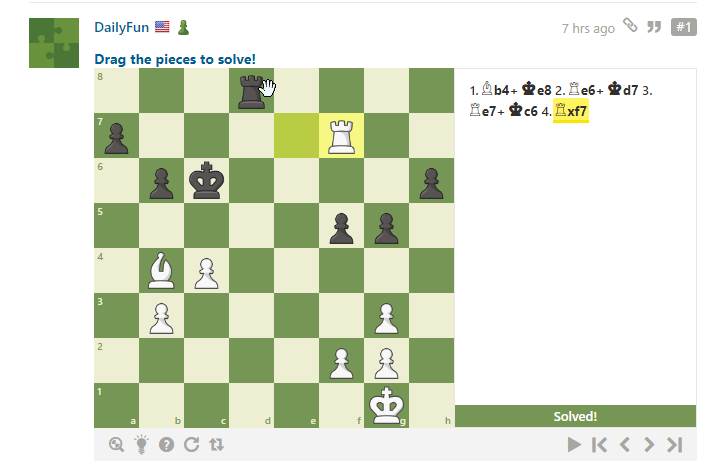 DailyFun 7 hrs ago #1
Drag the pieces to solve!
8
7
6
5
4
3
2
1
a b c d e f g h
1. ♗b4+ ♚e8 2. ♖e6+ ♚d7 3.
♖e7+ ♚c6 4. ♖xf7
Solved!